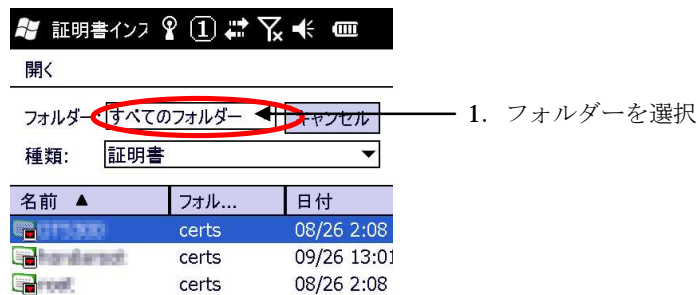 証明書インス
開く
フォルダー: すべてのフォルダー キャンセル
1. フォルダーを選択
種類: 証明書
名前 ▲ フォル... 日付
certs 08/26 2:08
certs 09/26 13:01
certs 08/26 2:08